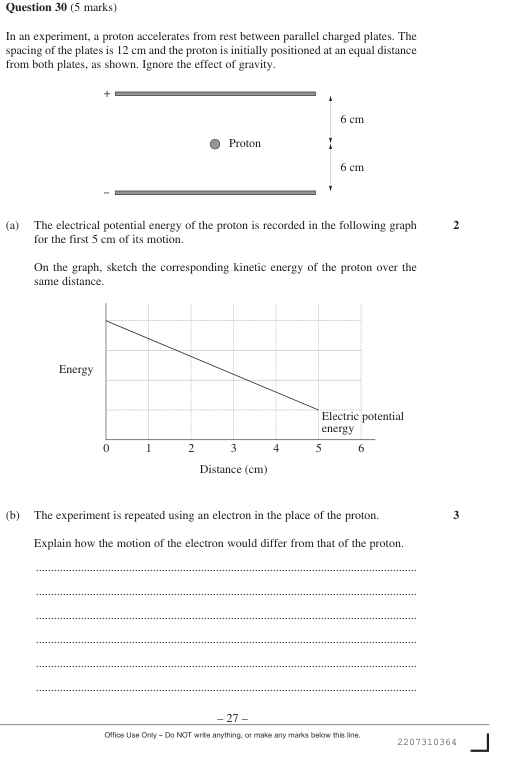 Question 30 (5 marks)
In an experiment, a proton accelerates from rest between parallel charged plates. The
spacing of the plates is 12 cm and the proton is initially positioned at an equal distance
from both plates, as shown. Ignore the effect of gravity.
+
6 cm
Proton
6 cm
–
(a) The electrical potential energy of the proton is recorded in the following graph 2
for the first 5 cm of its motion.
On the graph, sketch the corresponding kinetic energy of the proton over the
same distance.
Energy
Electric potential
energy
0 1 2 3 4 5 6
Distance (cm)
(b) The experiment is repeated using an electron in the place of the proton. 3
Explain how the motion of the electron would differ from that of the proton.
– 27 –
Office Use Only – Do NOT write anything, or make any marks below this line.
2207310364